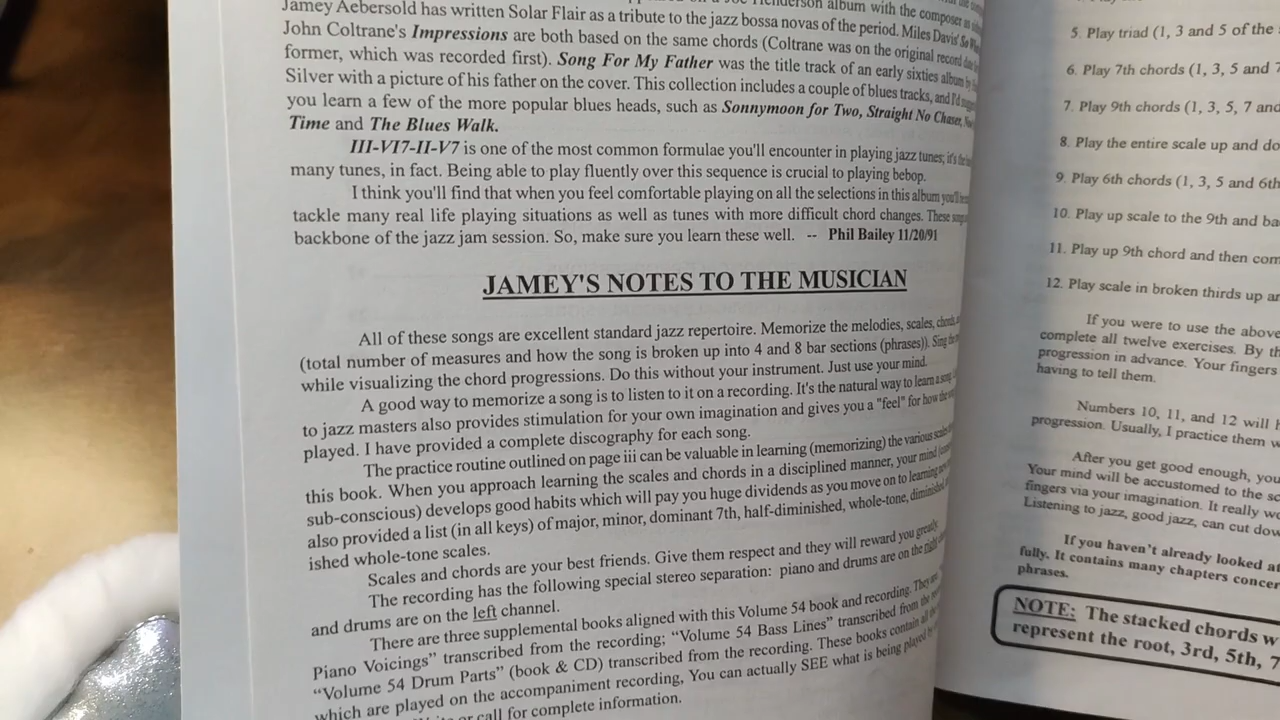 Henderson album with the composer
Jamey Aebersold has written Solar Flair as a tribute to the jazz bossa novas of the period. Miles Davis' So
John Coltrane's Impressions are both based on the same chords (Coltrane was on the original record
former, which was recorded first). Song For My Father was the title track of an early sixties album
Silver with a picture of his father on the cover. This collection includes a couple of blues tracks, and I'd
you learn a few of the more popular blues heads, such as Sonnymoon for Two, Straight No Chaser,
Time and The Blues Walk.
III-VI7-II-V7 is one of the most common formulae you'll encounter in playing jazz tunes; it's
many tunes, in fact. Being able to play fluently over this sequence is crucial to playing bebop.
I think you'll find that when you feel comfortable playing on all the selections in this album you'll
tackle many real life playing situations as well as tunes with more difficult chord changes. These
backbone of the jazz jam session. So, make sure you learn these well. -- Phil Bailey 11/20/91
JAMEY'S NOTES TO THE MUSICIAN
All of these songs are excellent standard jazz repertoire. Memorize the melodies, scales, chords,
(total number of measures and how the song is broken up into 4 and 8 bar sections (phrases)). Sing
while visualizing the chord progressions. Do this without your instrument. Just use your mind.
A good way to memorize a song is to listen to it on a recording. It's the natural way to learn a song.
to jazz masters also provides stimulation for your own imagination and gives you a "feel" for how
played. I have provided a complete discography for each song.
The practice routine outlined on page iii can be valuable in learning (memorizing) the various
this book. When you approach learning the scales and chords in a disciplined manner, your mind
sub-conscious) develops good habits which will pay you huge dividends as you move on to learning
also provided a list (in all keys) of major, minor, dominant 7th, half-diminished, whole-tone,
ished whole-tone scales.
Scales and chords are your best friends. Give them respect and they will reward you greatly.
The recording has the following special stereo separation: piano and drums are on the right
and drums are on the left channel.
There are three supplemental books aligned with this Volume 54 book and recording. They
Piano Voicings" transcribed from the recording; "Volume 54 Bass Lines" transcribed from the
"Volume 54 Drum Parts" (book & CD) transcribed from the recording. These books contain
which are played on the accompaniment recording, You can actually SEE what is being played
or call for complete information.
5. Play triad (1, 3 and 5 of the
6. Play 7th chords (1, 3, 5 and 7
7. Play 9th chords (1, 3, 5, 7 and
8. Play the entire scale up and do
9. Play 6th chords (1, 3, 5 and 6th
10. Play up scale to the 9th and ba
11. Play up 9th chord and then com
12. Play scale in broken thirds up a
If you were to use the above
complete all twelve exercises. By th
progression in advance. Your fingers
having to tell them.
Numbers 10, 11, and 12 will h
progression. Usually, I practice them w
After you get good enough, you
Your mind will be accustomed to the sc
fingers via your imagination. It really wo
Listening to jazz, good jazz, can cut dow
If you haven't already looked at
fully. It contains many chapters concer
phrases.
NOTE: The stacked chords w
represent the root, 3rd, 5th, 7